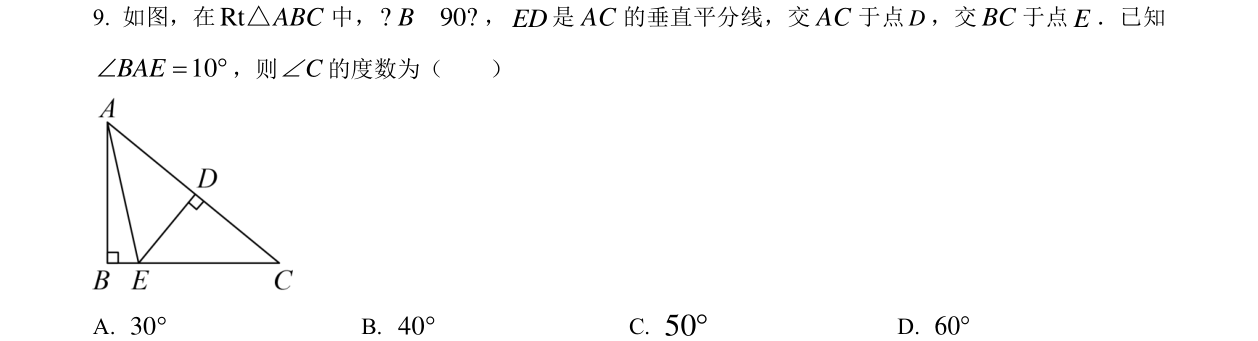 9. 如图，在Rt△ABC中，? B 90?，ED是AC的垂直平分线，交AC于点D，交BC于点E．已知
∠BAE=10°，则∠C的度数为（ ）
A
D
B E C
A. 30° B. 40° C. 50° D. 60°